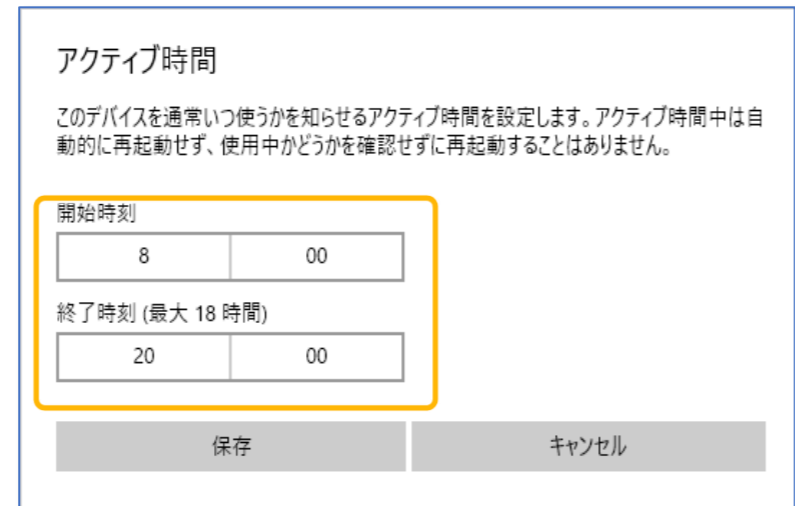 アクティブ時間
このデバイスを通常いつ使うかを知らせるアクティブ時間を設定します。アクティブ時間中は自
動的に再起動せず、使用中かどうかを確認せずに再起動することはありません。
開始時刻
8 00
終了時刻 (最大 18 時間)
20 00
保存 キャンセル